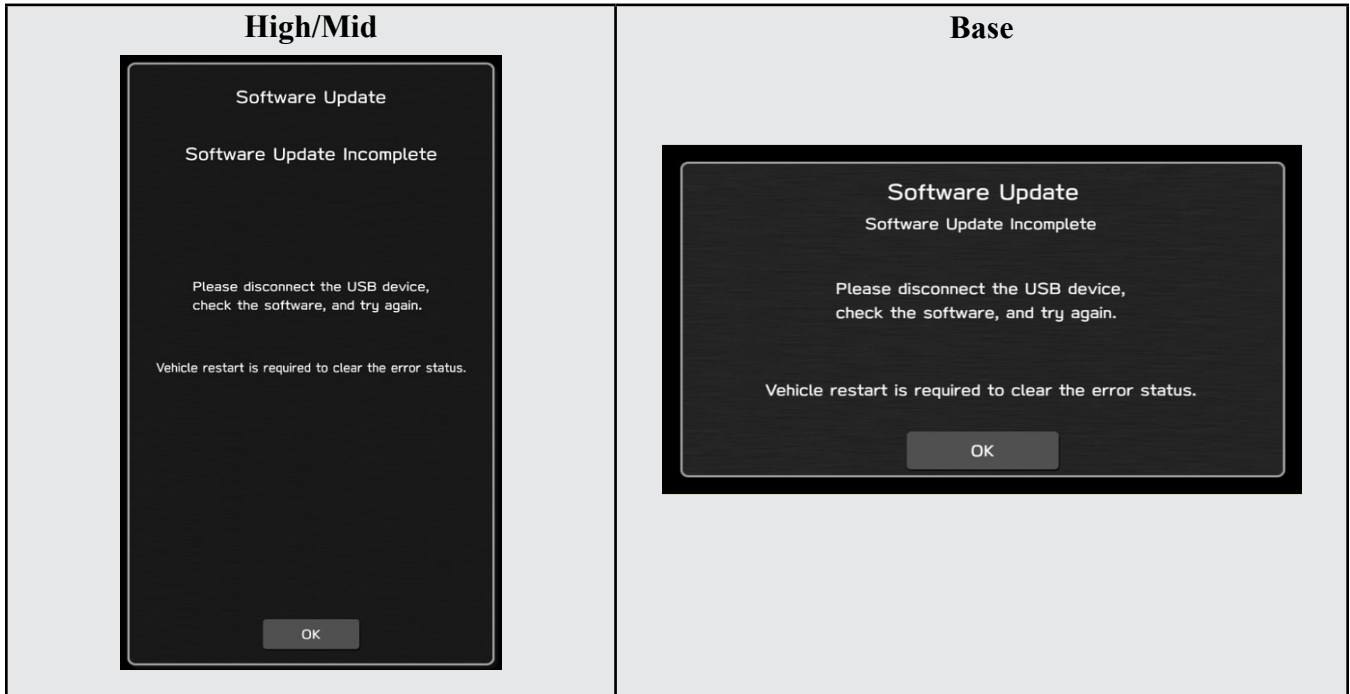 High/Mid
Software Update
Software Update Incomplete
Please disconnect the USB device,
check the software, and try again.
Vehicle restart is required to clear the error status.
OK
Base
Software Update
Software Update Incomplete
Please disconnect the USB device,
check the software, and try again.
Vehicle restart is required to clear the error status.
OK